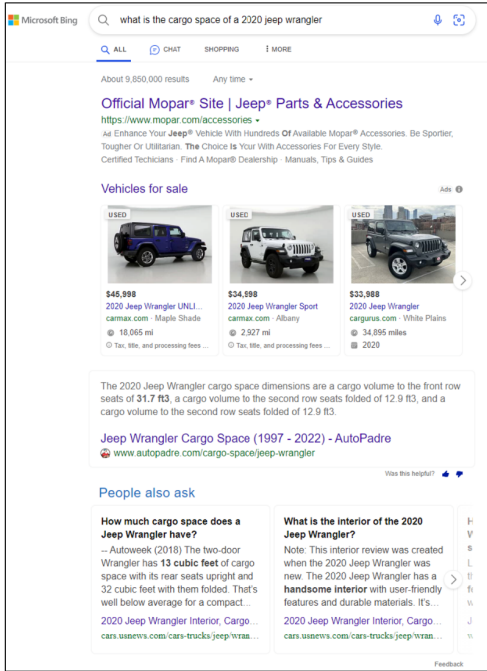 Microsoft Bing
what is the cargo space of a 2020 jeep wrangler
ALL CHAT SHOPPING MORE
About 9,850,000 results Any time
Official Mopar® Site | Jeep® Parts & Accessories
https://www.mopar.com/accessories
Ad Enhance Your Jeep® Vehicle With Hundreds Of Available Mopar® Accessories. Be Sportier,
Tougher Or Utilitarian. The Choice Is Your With Accessories For Every Style.
Certified Techicians · Find A Mopar® Dealership · Manuals, Tips & Guides
Vehicles for sale Ads
USED USED USED
$45,998 $34,598 $33,988
2020 Jeep Wrangler UNLI... 2020 Jeep Wrangler Sport 2020 Jeep Wrangler
carmax.com · Maple Shade carmax.com · Albany cargurus.com · White Plains
18,065 mi 2,927 mi 34,895 miles
Tax, title, and processing fees ... Tax, title, and processing fees ... 2020
The 2020 Jeep Wrangler cargo space dimensions are a cargo volume to the front row
seats of 31.7 ft3, a cargo volume to the second row seats folded of 12.9 ft3, and a
cargo volume to the second row seats folded of 12.9 ft3.
Jeep Wrangler Cargo Space (1997 - 2022) - AutoPadre
www.autopadre.com/cargo-space/jeep-wrangler
Was this helpful?
People also ask
How much cargo space does a
Jeep Wrangler have?
-- Autoweek (2018) The two-door
Wrangler has 13 cubic feet of cargo
space with its rear seats upright and
32 cubic feet with them folded. That's
well below average for a compact...
2020 Jeep Wrangler Interior, Cargo...
cars.usnews.com/cars-trucks/jeep/wran...
What is the interior of the 2020
Jeep Wrangler?
Note: This interior review was created
when the 2020 Jeep Wrangler was
new. The 2020 Jeep Wrangler has a
handsome interior with user-friendly
features and durable materials. It's...
2020 Jeep Wrangler Interior, Cargo...
cars.usnews.com/cars-trucks/jeep/wran...
Feedback